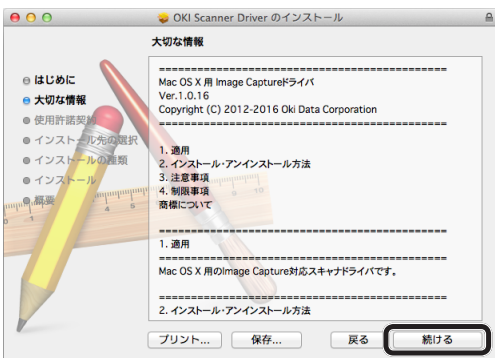 OKI Scanner Driver のインストール
大切な情報
はじめに
大切な情報
使用許諾契約
インストール先の選択
インストールの種類
インストール
概要
==============================================
Mac OS X 用 Image Captureドライバ
Ver.1.0.16
Copyright (C) 2012-2016 Oki Data Corporation
==============================================
1. 適用
2. インストール・アンインストール方法
3. 注意事項
4. 制限事項
商標について
==============================================
1. 適用
==============================================
Mac OS X 用のImage Capture対応スキャナドライバです。
==============================================
2. インストール・アンインストール方法
プリント... 保存... 戻る 続ける